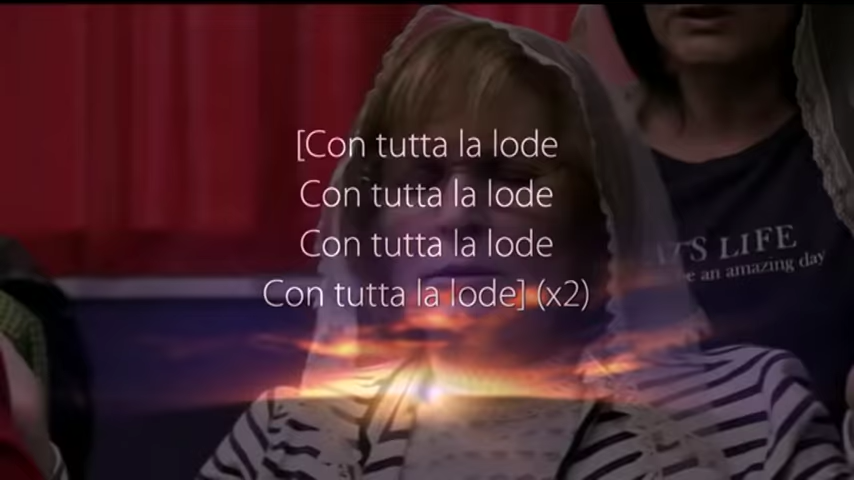 [Con tutta la lode
Con tutta la lode
Con tutta la lode
Con tutta la lode] (x2)
LIFE
an amazing day